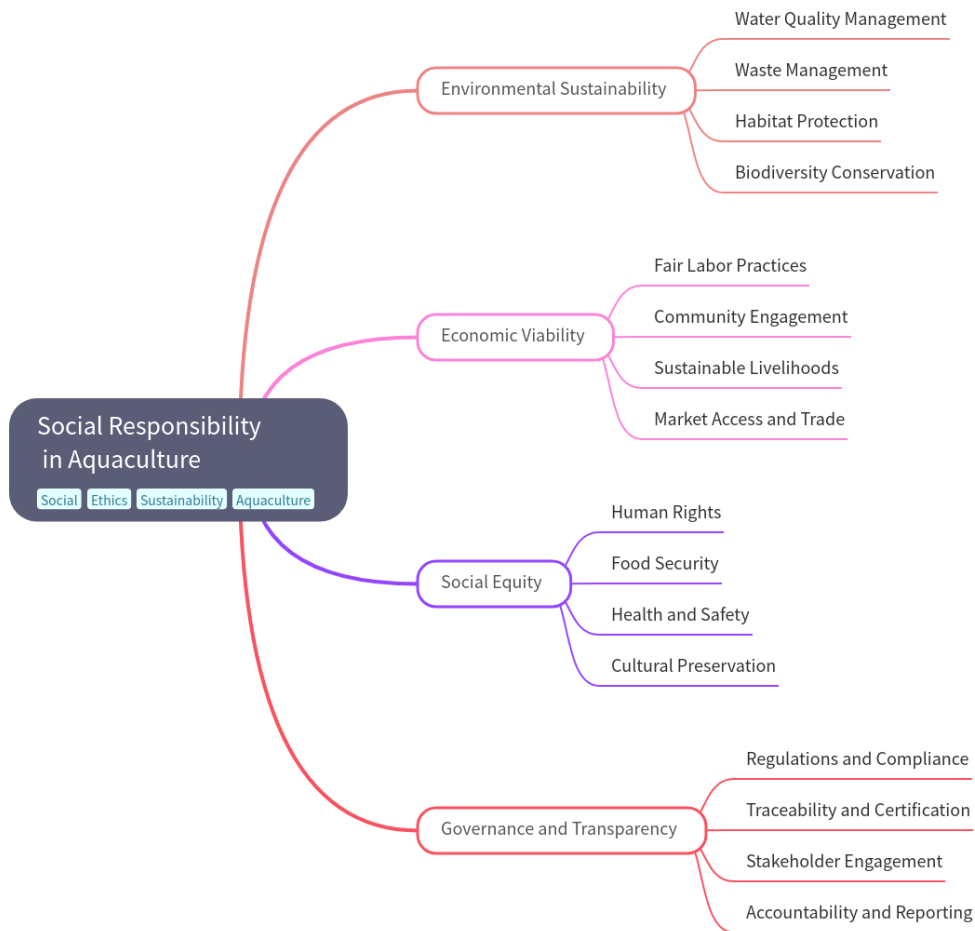 Water Quality Management
Waste Management
Environmental Sustainability
Habitat Protection
Biodiversity Conservation
Fair Labor Practices
Community Engagement
Economic Viability
Sustainable Livelihoods
Market Access and Trade
Social Responsibility
in Aquaculture
Social Ethics Sustainability Aquaculture
Human Rights
Food Security
Social Equity
Health and Safety
Cultural Preservation
Regulations and Compliance
Traceability and Certification
Governance and Transparency
Stakeholder Engagement
Accountability and Reporting